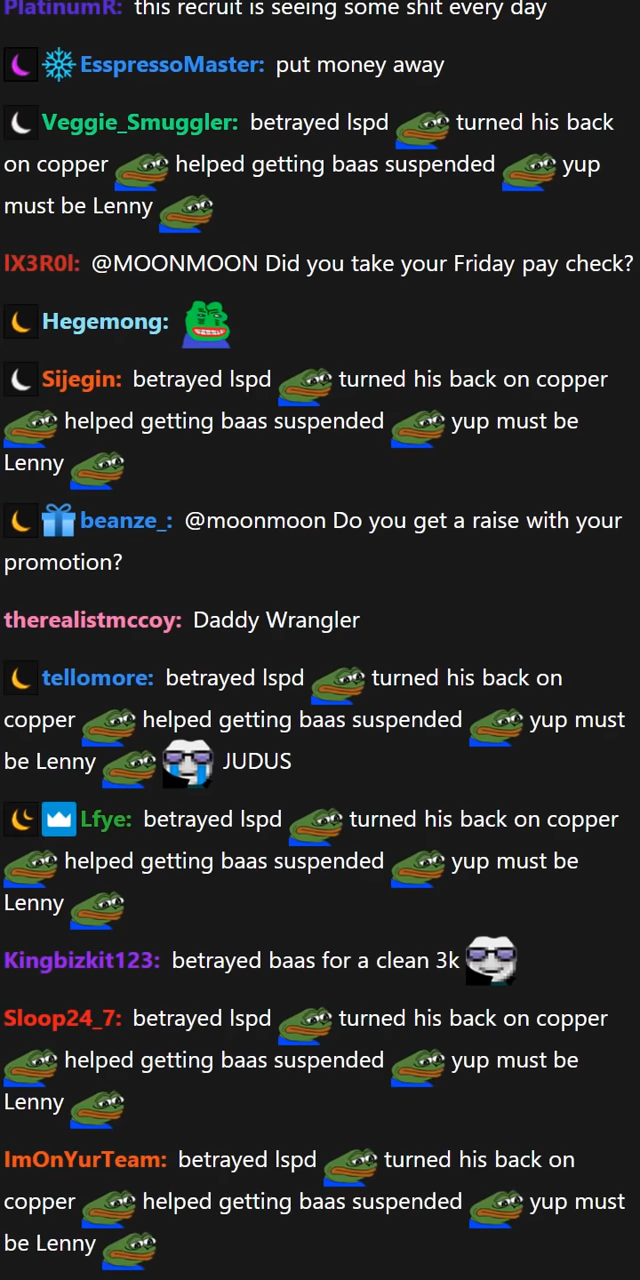 PlatinumR: this recruit is seeing some shit every day
EsspressoMaster: put money away
Veggie_Smuggler: betrayed lspd turned his back
on copper helped getting baas suspended yup
must be Lenny
IX3R0l: @MOONMOON Did you take your Friday pay check?
Hegemong:
Sijegin: betrayed lspd turned his back on copper
helped getting baas suspended yup must be
Lenny
beanze_: @moonmoon Do you get a raise with your
promotion?
therealistmccoy: Daddy Wrangler
tellomore: betrayed lspd turned his back on
copper helped getting baas suspended yup must
be Lenny JUDUS
Lfye: betrayed lspd turned his back on copper
helped getting baas suspended yup must be
Lenny
Kingbizkit123: betrayed baas for a clean 3k
Sloop24_7: betrayed lspd turned his back on copper
helped getting baas suspended yup must be
Lenny
ImOnYurTeam: betrayed lspd turned his back on
copper helped getting baas suspended yup must
be Lenny